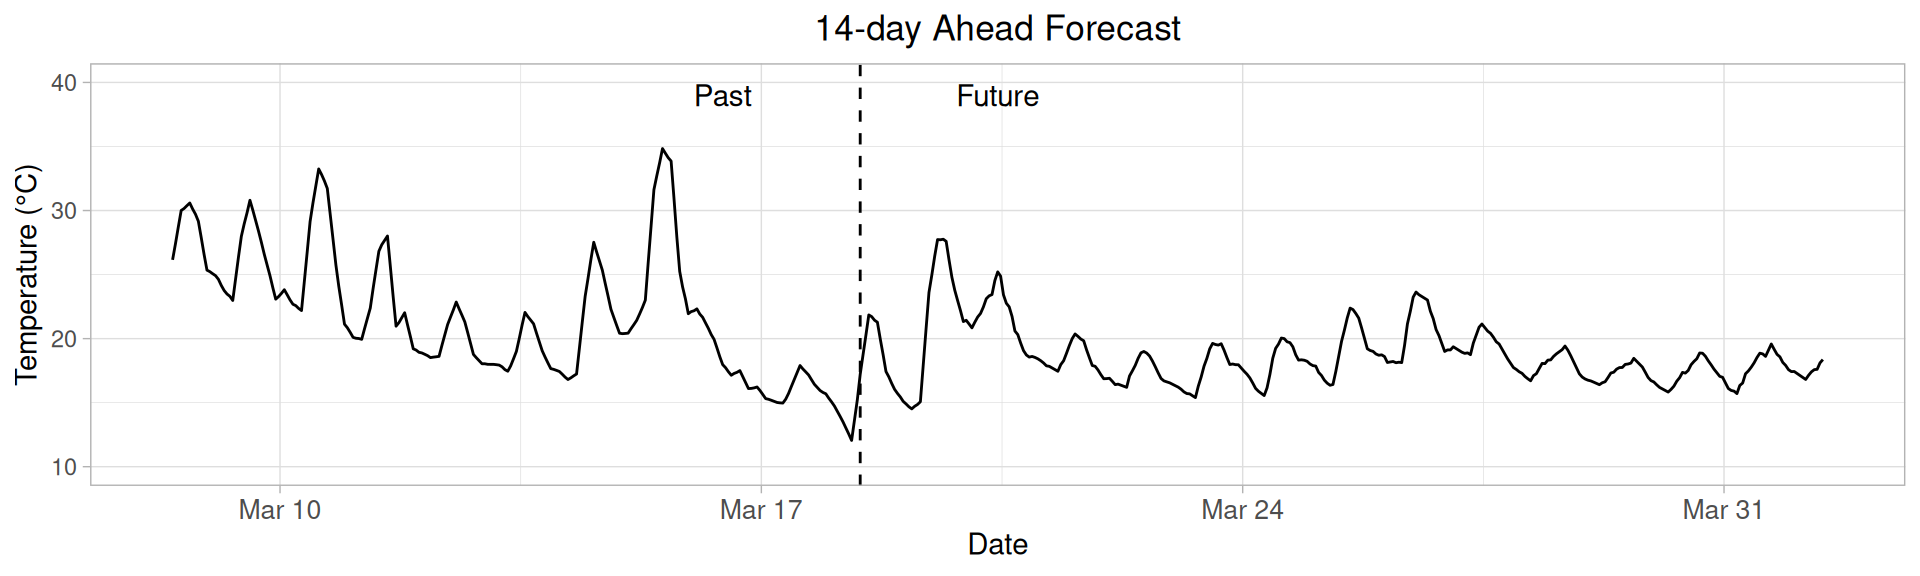 14-day Ahead Forecast
Past
Future
40
30
20
10
Temperature (°C)
Mar 10
Mar 17
Mar 24
Mar 31
Date